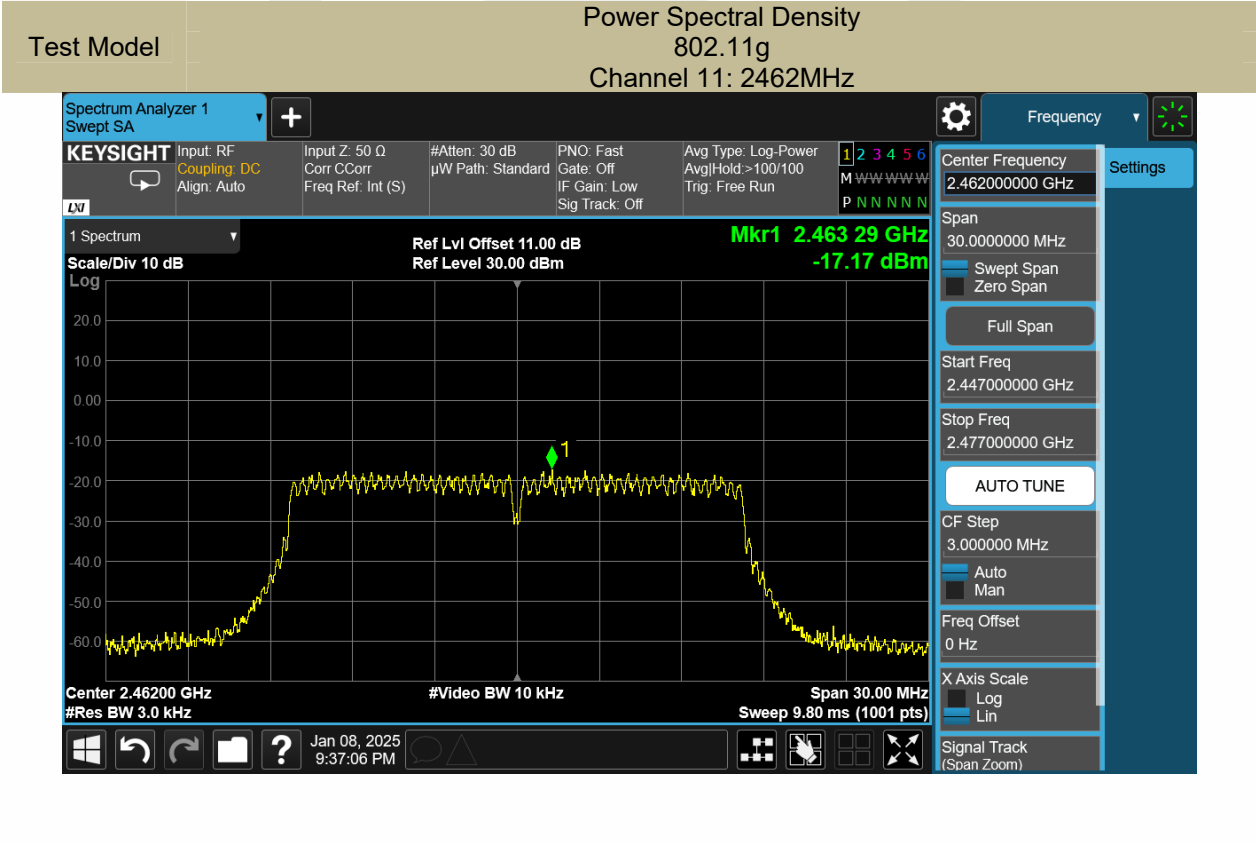 Test Model
Power Spectral Density
802.11g
Channel 11: 2462MHz
Spectrum Analyzer 1
Swept SA
Frequency
KEYSIGHT
LXI
Input: RF
Coupling: DC
Align: Auto
Input Z: 50 Ω
Corr CCorr
Freq Ref: Int (S)
#Atten: 30 dB
µW Path: Standard
PNO: Fast
Gate: Off
IF Gain: Low
Sig Track: Off
Avg Type: Log-Power
Avg|Hold:>100/100
Trig: Free Run
1 2 3 4 5 6
M W W W W W
P N N N N N
1 Spectrum
Scale/Div 10 dB
Log
Ref Lvl Offset 11.00 dB
Ref Level 30.00 dBm
Mkr1 2.463 29 GHz
-17.17 dBm
20.0
10.0
0.00
-10.0
-20.0
-30.0
-40.0
-50.0
-60.0
1
Center 2.46200 GHz
#Res BW 3.0 kHz
#Video BW 10 kHz
Span 30.00 MHz
Sweep 9.80 ms (1001 pts)
Jan 08, 2025
9:37:06 PM
Center Frequency
2.462000000 GHz
Settings
Span
30.0000000 MHz
Swept Span
Zero Span
Full Span
Start Freq
2.447000000 GHz
Stop Freq
2.477000000 GHz
AUTO TUNE
CF Step
3.000000 MHz
Auto
Man
Freq Offset
0 Hz
X Axis Scale
Log
Lin
Signal Track
(Span Zoom)